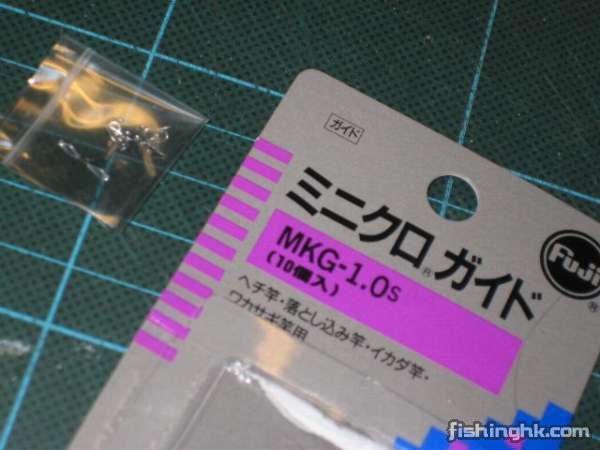 ガイド
ミニクロ®ガイド
Fuji®
MKG-1.0s
(10個入)
ヘチ竿・落とし込み竿・イカダ竿・
ワカサギ竿用
fishinghk.com